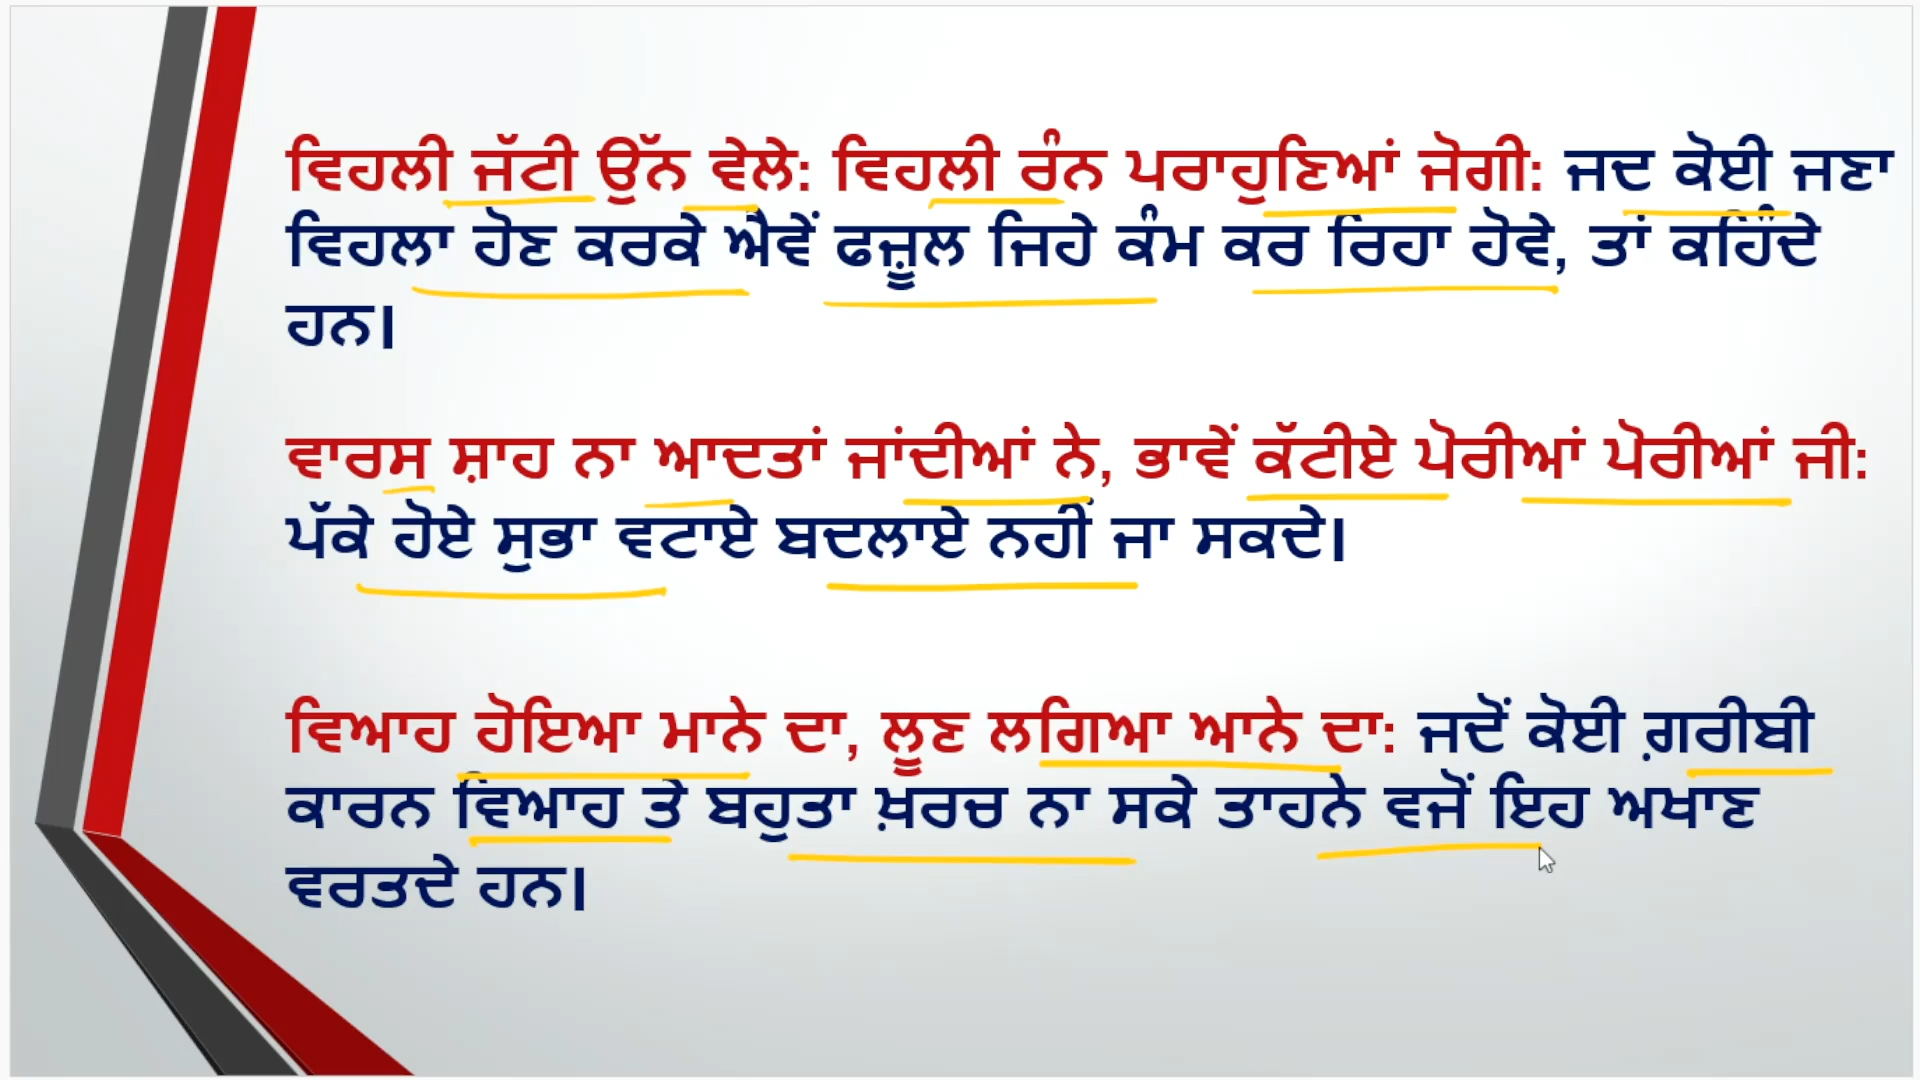 ਵਿਹਲੀ ਜੱਟੀ ਉੱਨ ਵੇਲੇ: ਵਿਹਲੀ ਰੰਨ ਪਰਾਹੁਣਿਆਂ ਜੋਗੀ: ਜਦ ਕੋਈ ਜਣਾ
ਵਿਹਲਾ ਹੋਣ ਕਰਕੇ ਐਵੇਂ ਫਜ਼ੂਲ ਜਿਹੇ ਕੰਮ ਕਰ ਰਿਹਾ ਹੋਵੇ, ਤਾਂ ਕਹਿੰਦੇ
ਹਨ।
ਵਾਰਸ ਸ਼ਾਹ ਨਾ ਆਦਤਾਂ ਜਾਂਦੀਆਂ ਨੇ, ਭਾਵੇਂ ਕੱਟੀਏ ਪੋਰੀਆਂ ਪੋਰੀਆਂ ਜੀ:
ਪੱਕੇ ਹੋਏ ਸੁਭਾ ਵਟਾਏ ਬਦਲਾਏ ਨਹੀਂ ਜਾ ਸਕਦੇ।
ਵਿਆਹ ਹੋਇਆ ਮਾਨੇ ਦਾ, ਲੂਣ ਲਗਿਆ ਆਨੇ ਦਾ: ਜਦੋਂ ਕੋਈ ਗ਼ਰੀਬੀ
ਕਾਰਨ ਵਿਆਹ ਤੇ ਬਹੁਤਾ ਖ਼ਰਚ ਨਾ ਸਕੇ ਤਾਹਨੇ ਵਜੋਂ ਇਹ ਅਖਾਣ
ਵਰਤਦੇ ਹਨ।